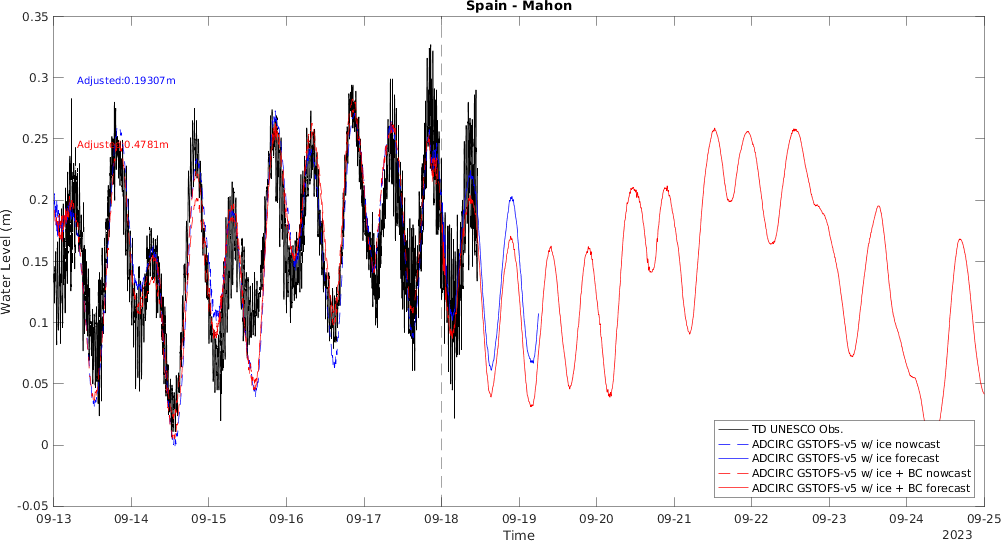 Spain - Mahon
0.35
0.3
0.25
0.2
0.15
0.1
0.05
0
-0.05
Water Level (m)
Adjusted:0.19307m
Adjusted:0.4781m
TD UNESCO Obs.
ADCIRC GSTOFS-v5 w/ ice nowcast
ADCIRC GSTOFS-v5 w/ ice forecast
ADCIRC GSTOFS-v5 w/ ice + BC nowcast
ADCIRC GSTOFS-v5 w/ ice + BC forecast
09-13 09-14 09-15 09-16 09-17 09-18 09-19 09-20 09-21 09-22 09-23 09-24 09-25
Time
2023